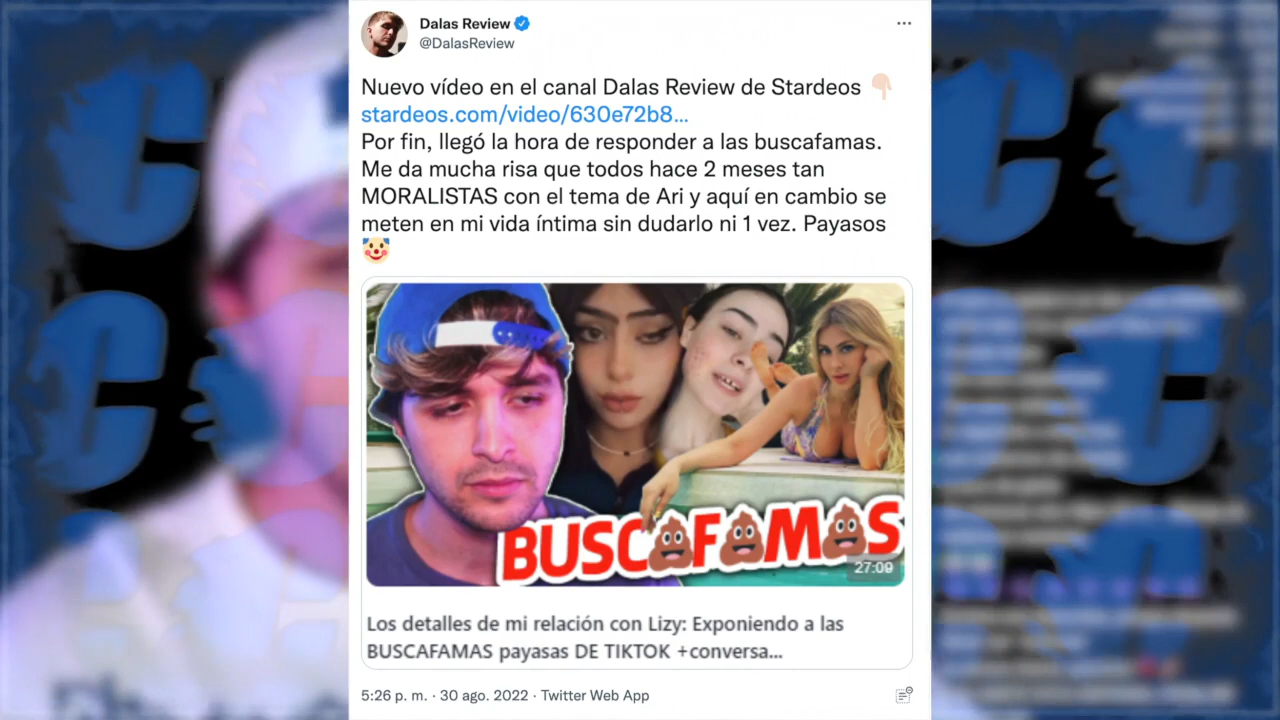 Dalas Review
@DalasReview
Nuevo vídeo en el canal Dalas Review de Stardeos 👇🏻
stardeos.com/video/630e72b8...
Por fin, llegó la hora de responder a las buscafamas.
Me da mucha risa que todos hace 2 meses tan
MORALISTAS con el tema de Ari y aquí en cambio se
meten en mi vida íntima sin dudarlo ni 1 vez. Payasos
🤡
BUSC💩F💩M💩S
27:09
Los detalles de mi relación con Lizy: Exponiendo a las
BUSCAFAMAS payasas DE TIKTOK +conversa...
5:26 p. m. · 30 ago. 2022 · Twitter Web App